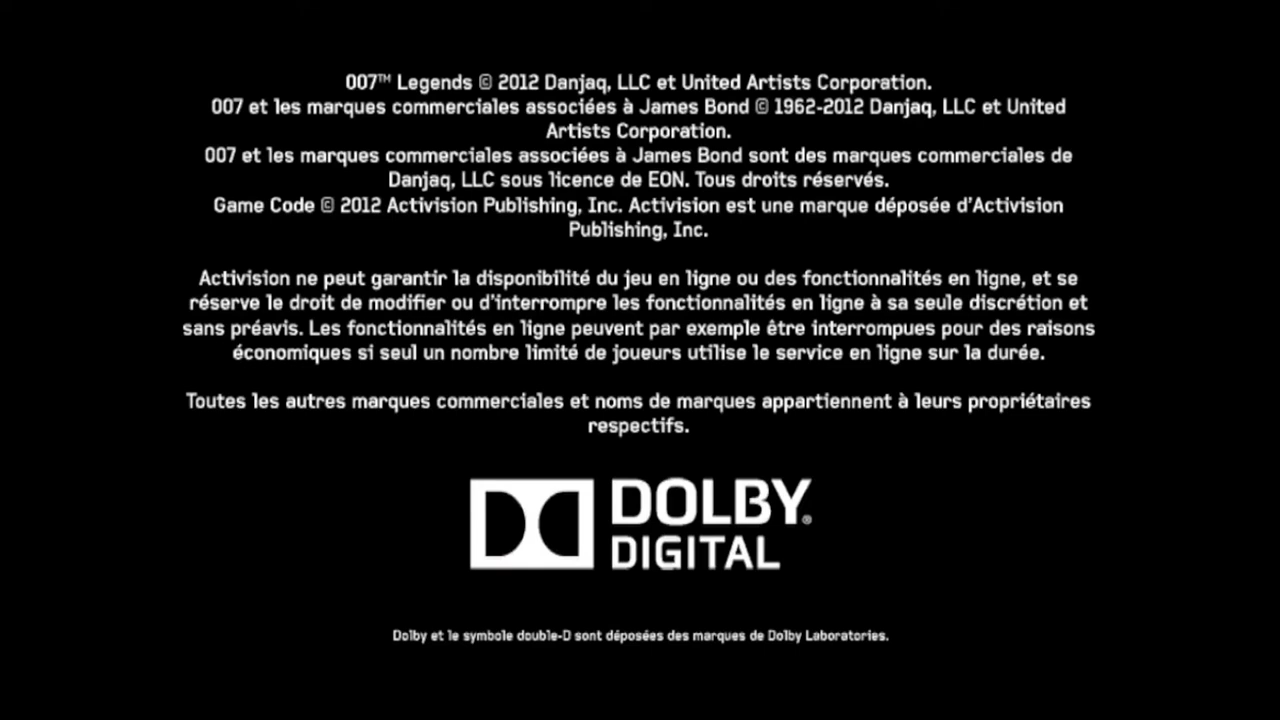 007™ Legends © 2012 Danjaq, LLC et United Artists Corporation.
007 et les marques commerciales associées à James Bond © 1962-2012 Danjaq, LLC et United
Artists Corporation.
007 et les marques commerciales associées à James Bond sont des marques commerciales de
Danjaq, LLC sous licence de EON. Tous droits réservés.
Game Code © 2012 Activision Publishing, Inc. Activision est une marque déposée d'Activision
Publishing, Inc.
Activision ne peut garantir la disponibilité du jeu en ligne ou des fonctionnalités en ligne, et se
réserve le droit de modifier ou d'interrompre les fonctionnalités en ligne à sa seule discrétion et
sans préavis. Les fonctionnalités en ligne peuvent par exemple être interrompues pour des raisons
économiques si seul un nombre limité de joueurs utilise le service en ligne sur la durée.
Toutes les autres marques commerciales et noms de marques appartiennent à leurs propriétaires
respectifs.
DOLBY®
DIGITAL
Dolby et le symbole double-D sont déposées des marques de Dolby Laboratories.